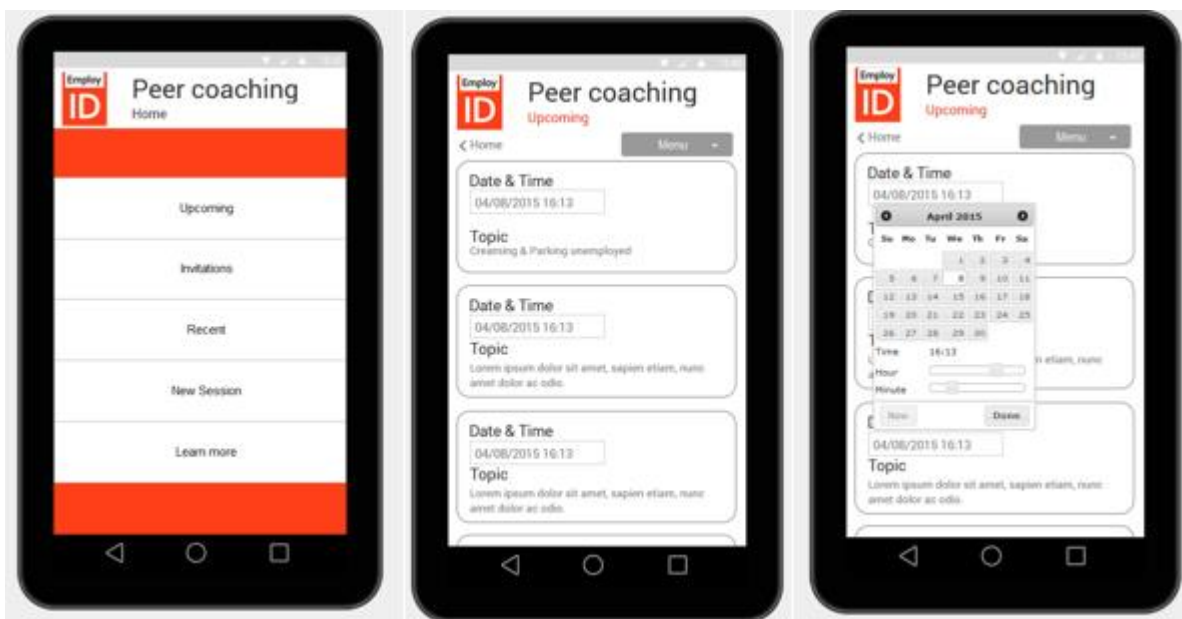 Employ
ID
Peer coaching
Home
Upcoming
Invitations
Recent
New Session
Learn more
Employ
ID
Peer coaching
Upcoming
Home
Menu
Date & Time
04/08/2015 16:13
Topic
Creaming & Parking unemployed
Date & Time
04/08/2015 16:13
Topic
Lorem ipsum dolor sit amet, sapien etiam, nunc
amet dolor ac odio.
Date & Time
04/08/2015 16:13
Topic
Lorem ipsum dolor sit amet, sapien etiam, nunc
amet dolor ac odio.
Employ
ID
Peer coaching
Upcoming
Home
Menu
Date & Time
04/08/2015 16:13
April 2015
Su Mo Tu We Th Fr Sa
1 2 3 4
5 6 7 8 9 10 11
12 13 14 15 16 17 18
19 20 21 22 23 24 25
26 27 28 29 30
Time 16:13
etiam, nunc
Hour
Minute
Now Done
04/08/2015 16:13
Topic
Lorem ipsum dolor sit amet, sapien etiam, nunc
amet dolor ac odio.